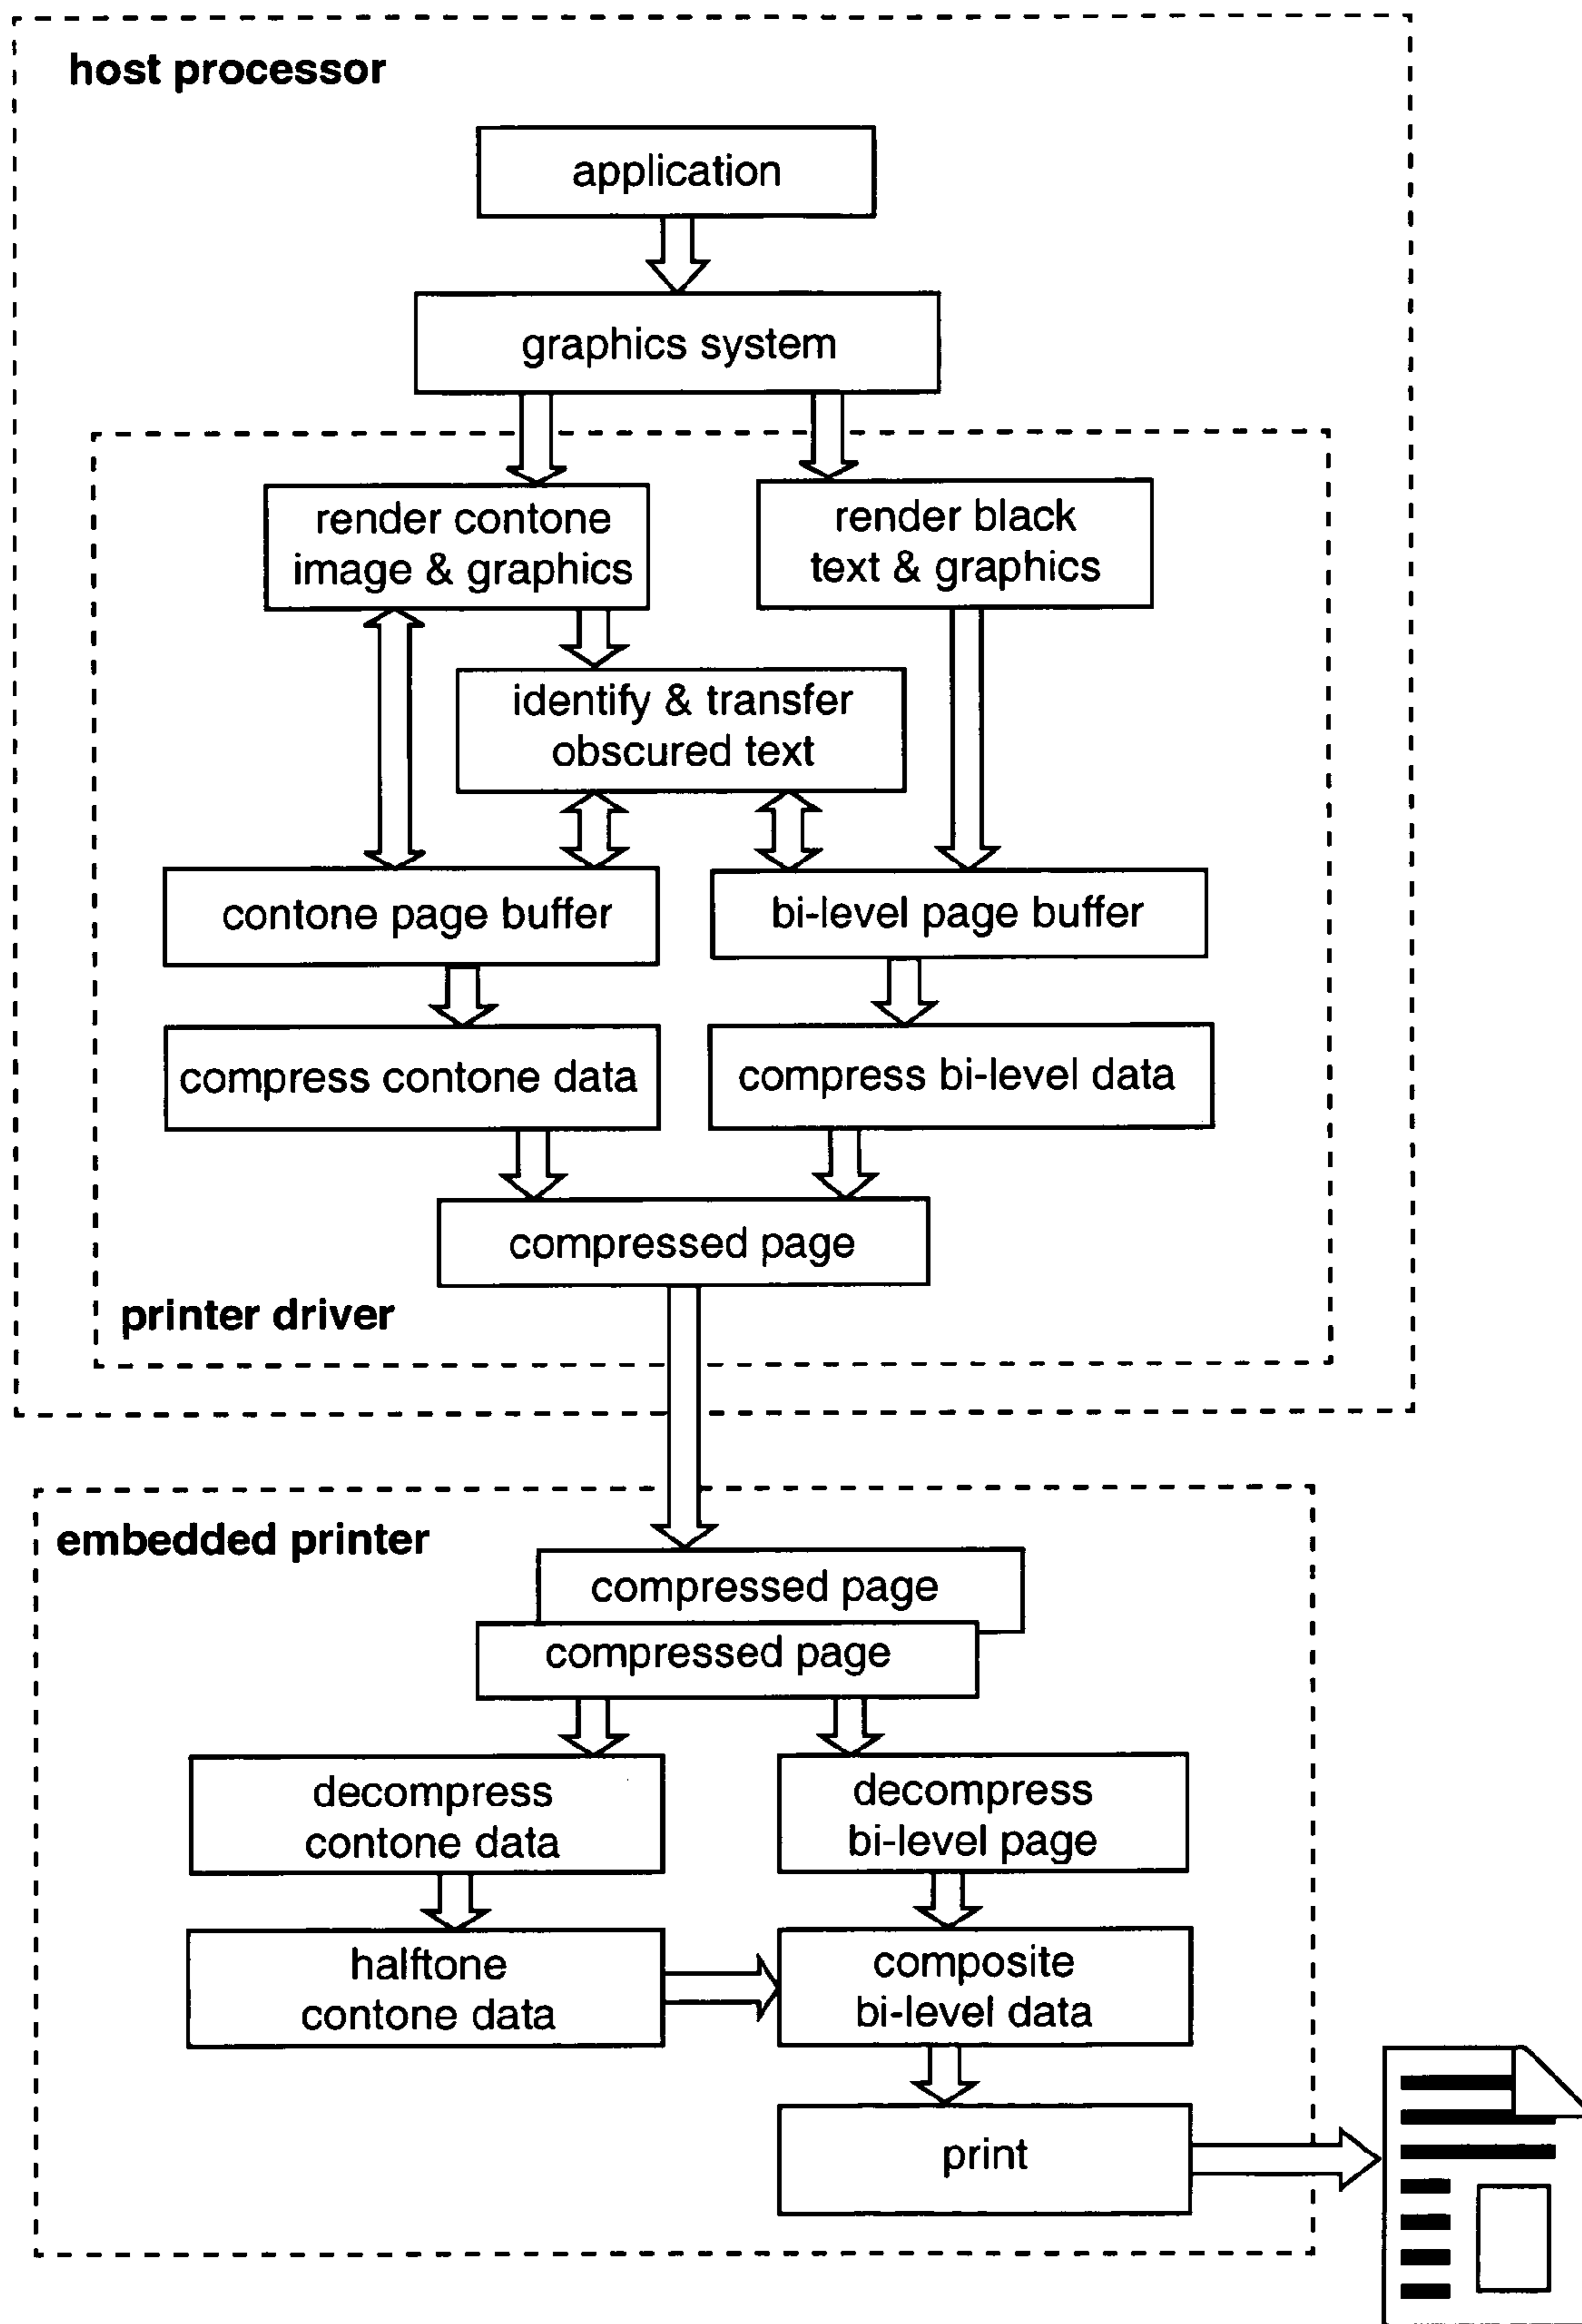 host processor
application
graphics system
render contone
image & graphics
render black
text & graphics
identify & transfer
obscured text
contone page buffer
bi-level page buffer
compress contone data
compress bi-level data
compressed page
printer driver
embedded printer
compressed page
compressed page
decompress
contone data
decompress
bi-level page
halftone
contone data
composite
bi-level data
print